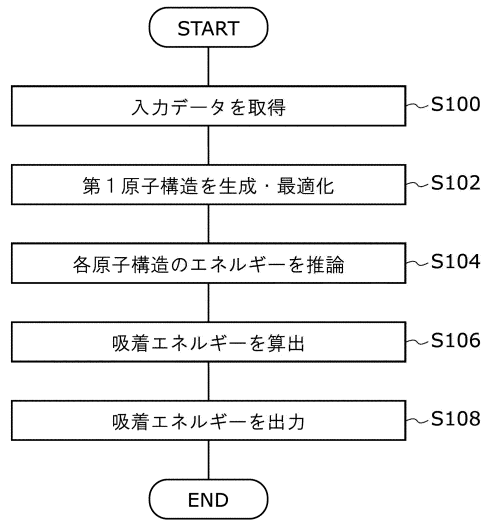 START
入力データを取得
S100
第1原子構造を生成・最適化
S102
各原子構造のエネルギーを推論
S104
吸着エネルギーを算出
S106
吸着エネルギーを出力
S108
END